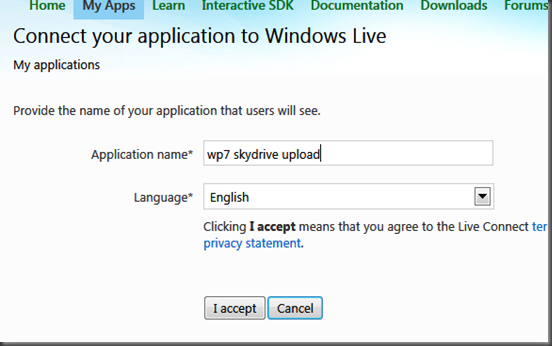 Home My Apps Learn Interactive SDK Documentation Downloads Forums
Connect your application to Windows Live
My applications
Provide the name of your application that users will see.
Application name* wp7 skydrive upload
Language* English
Clicking I accept means that you agree to the Live Connect ter
privacy statement.
I accept Cancel